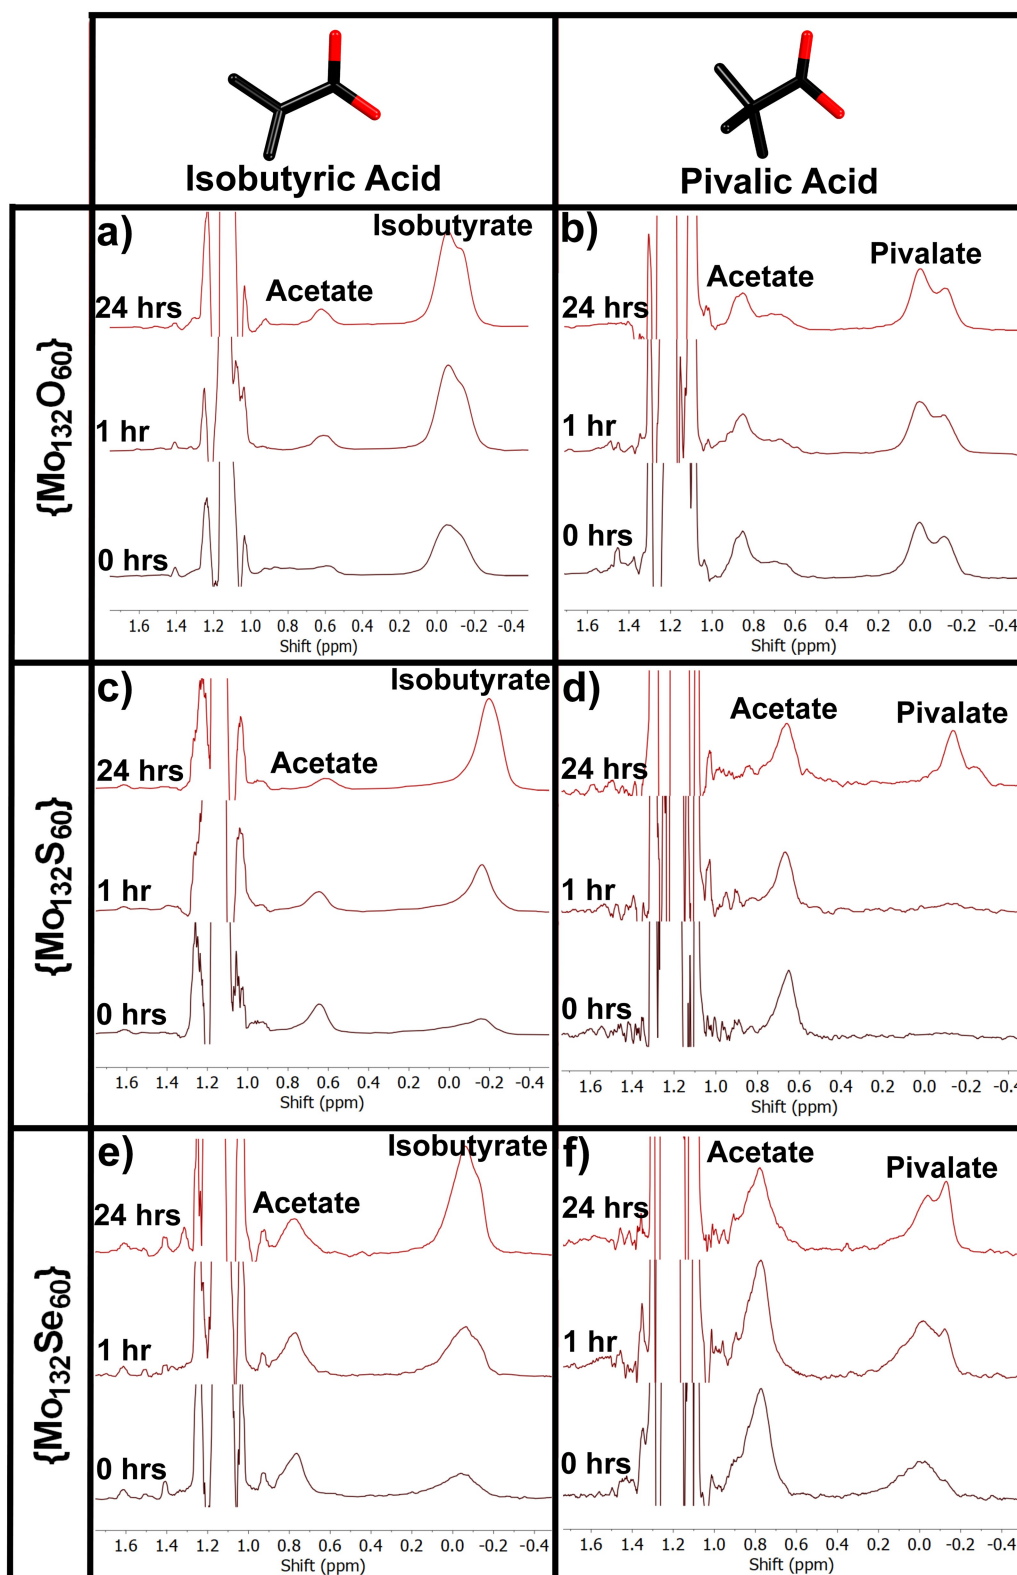 Isobutyric Acid
Pivalic Acid
{Mo132O60}
a)
Isobutyrate
Acetate
24 hrs
1 hr
0 hrs
1.6 1.4 1.2 1.0 0.8 0.6 0.4 0.2 0.0 -0.2 -0.4
Shift (ppm)
b)
Pivalate
Acetate
24 hrs
1 hr
0 hrs
1.6 1.4 1.2 1.0 0.8 0.6 0.4 0.2 0.0 -0.2 -0.4
Shift (ppm)
{Mo132S60}
c)
Isobutyrate
Acetate
24 hrs
1 hr
0 hrs
1.6 1.4 1.2 1.0 0.8 0.6 0.4 0.2 0.0 -0.2 -0.4
Shift (ppm)
d)
Acetate
Pivalate
24 hrs
1 hr
0 hrs
1.6 1.4 1.2 1.0 0.8 0.6 0.4 0.2 0.0 -0.2 -0.4
Shift (ppm)
{Mo132Se60}
e)
Isobutyrate
Acetate
24 hrs
1 hr
0 hrs
1.6 1.4 1.2 1.0 0.8 0.6 0.4 0.2 0.0 -0.2 -0.4
Shift (ppm)
f)
Acetate
Pivalate
24 hrs
1 hr
0 hrs
1.6 1.4 1.2 1.0 0.8 0.6 0.4 0.2 0.0 -0.2 -0.4
Shift (ppm)